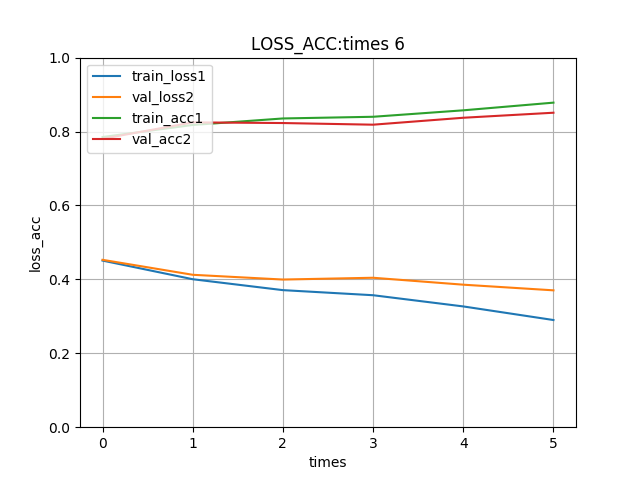 LOSS_ACC:times 6
1.0
0.8
0.6
0.4
0.2
0.0
loss_acc
train_loss1
val_loss2
train_acc1
val_acc2
0 1 2 3 4 5
times